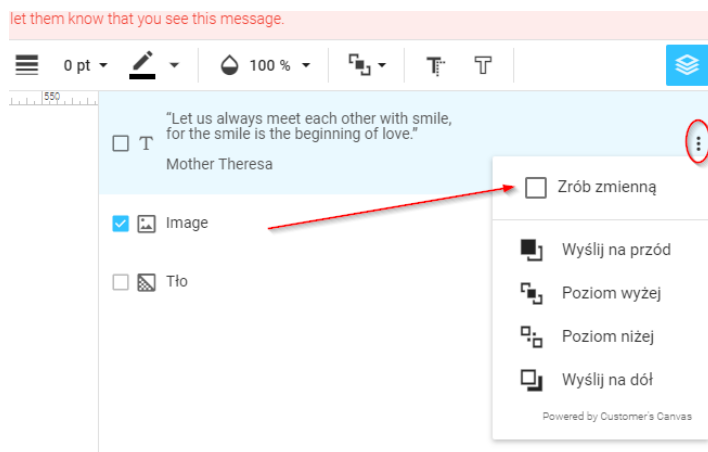 let them know that you see this message.
0 pt
100 %
550
“Let us always meet each other with smile,
for the smile is the beginning of love.”
Mother Theresa
Zrób zmienną
Image
Wyślij na przód
Tło
Poziom wyżej
Poziom niżej
Wyślij na dół
Powered by Customer's Canvas